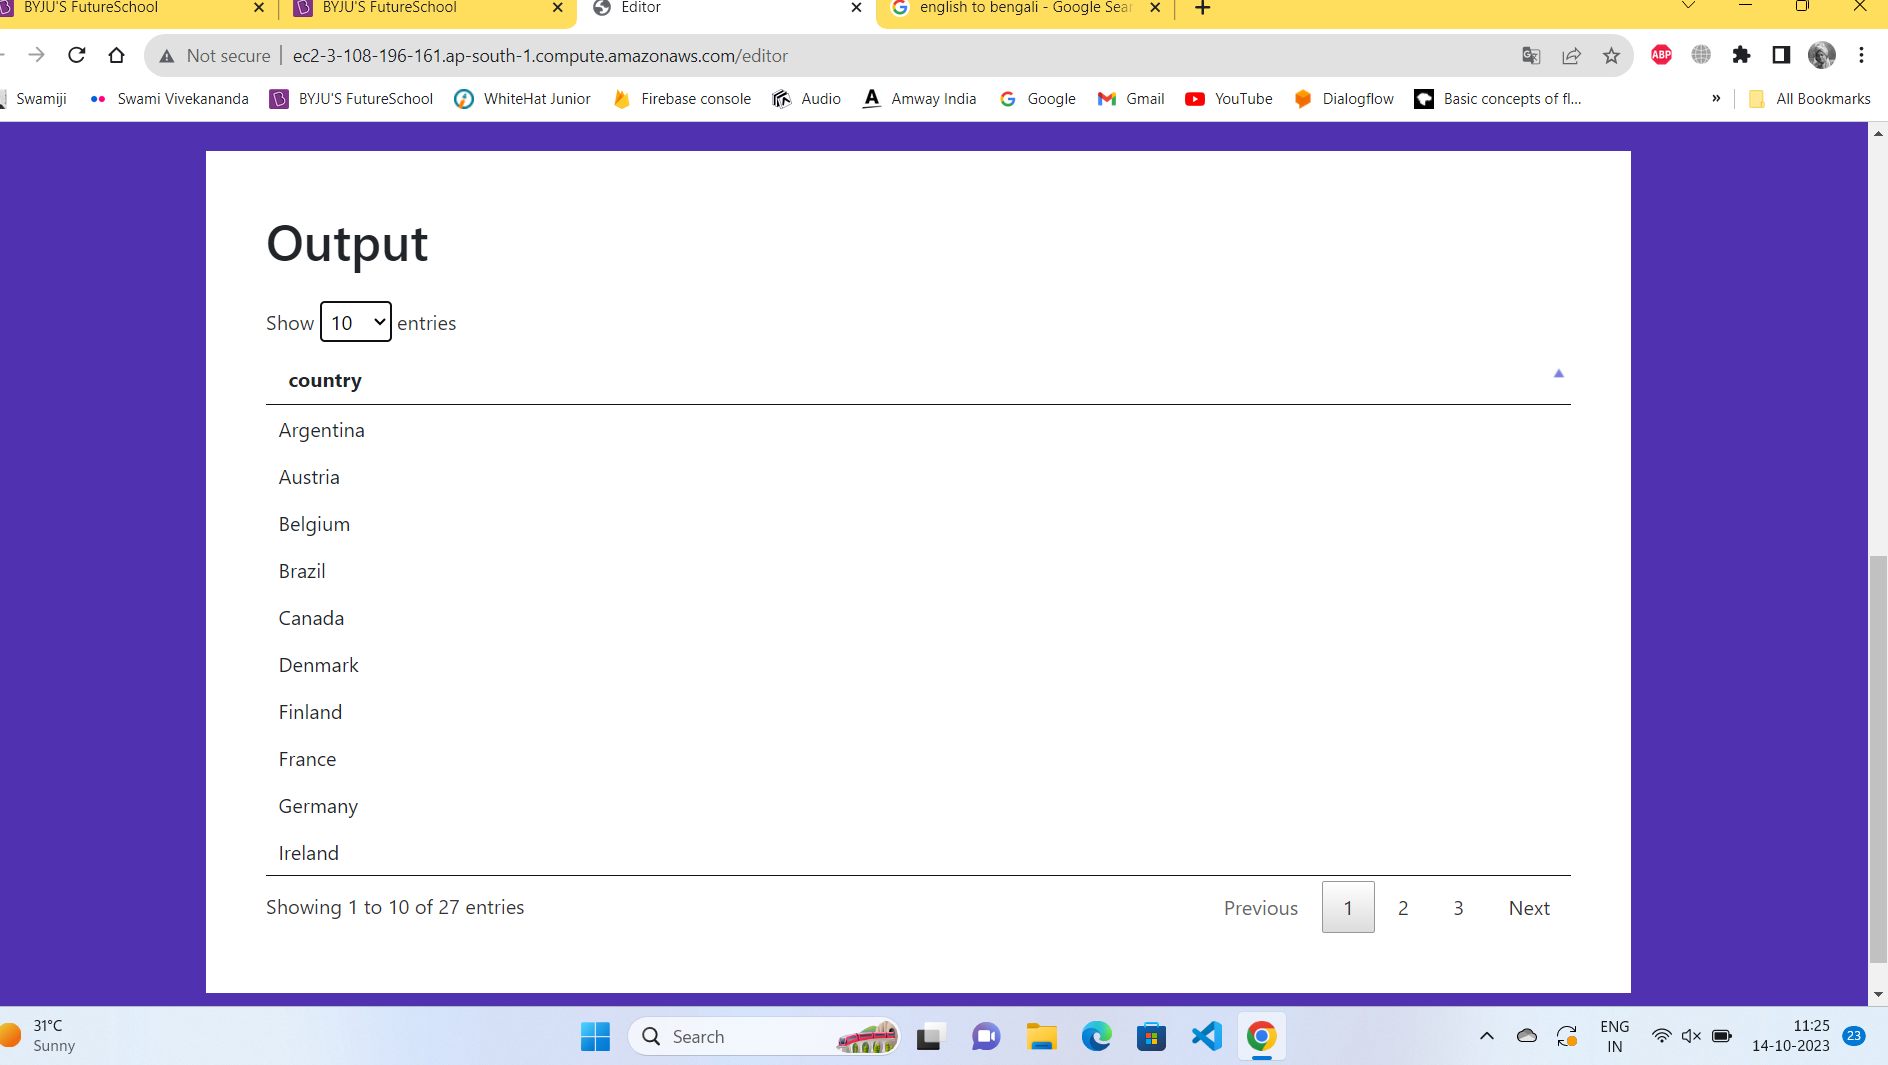 BYJU'S FutureSchool
BYJU'S FutureSchool
Editor
english to bengali - Google Sear
Not secure
ec2-3-108-196-161.ap-south-1.compute.amazonaws.com/editor
ABP
Swamiji
Swami Vivekananda
BYJU'S FutureSchool
WhiteHat Junior
Firebase console
Audio
Amway India
Google
Gmail
YouTube
Dialogflow
Basic concepts of fl...
»
All Bookmarks
Output
Show 10 entries
country
Argentina
Austria
Belgium
Brazil
Canada
Denmark
Finland
France
Germany
Ireland
Showing 1 to 10 of 27 entries
Previous 1 2 3 Next
31°C
Sunny
Search
ENG
IN
11:25
14-10-2023
23